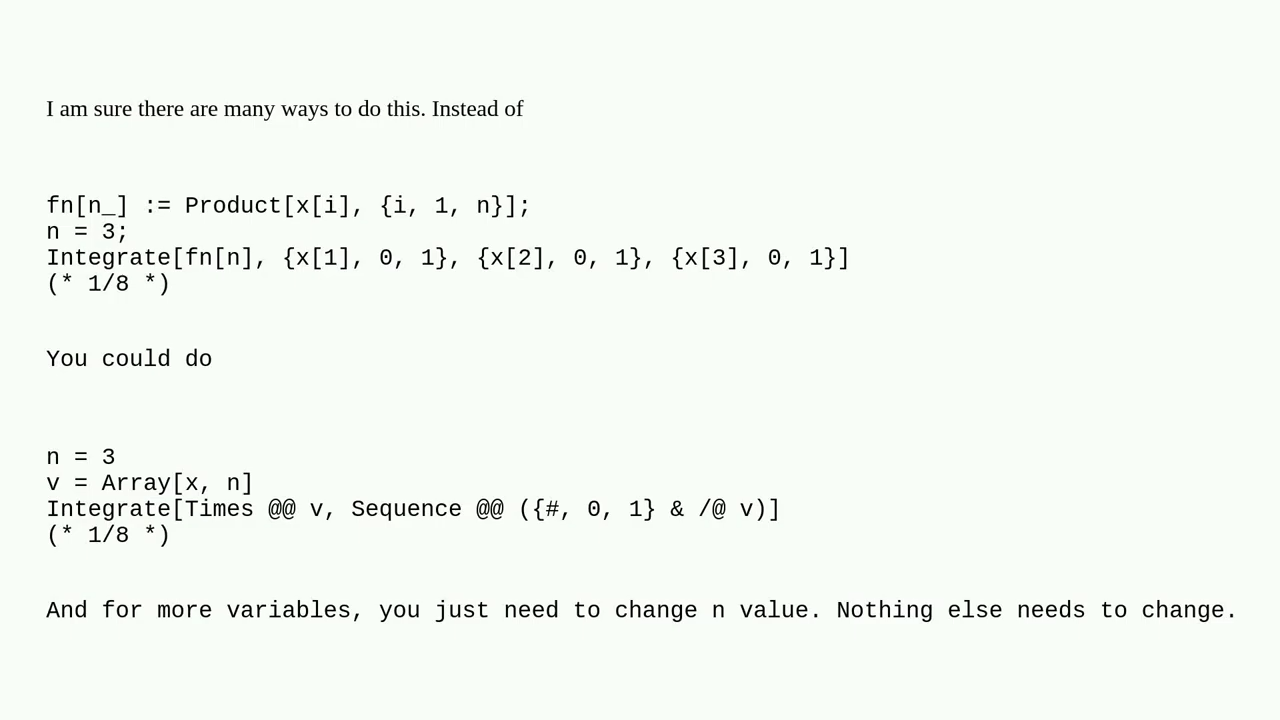 I am sure there are many ways to do this. Instead of
fn[n_] := Product[x[i], {i, 1, n}];
n = 3;
Integrate[fn[n], {x[1], 0, 1}, {x[2], 0, 1}, {x[3], 0, 1}]
(* 1/8 *)
You could do
n = 3
v = Array[x, n]
Integrate[Times @@ v, Sequence @@ ({#, 0, 1} & /@ v)]
(* 1/8 *)
And for more variables, you just need to change n value. Nothing else needs to change.